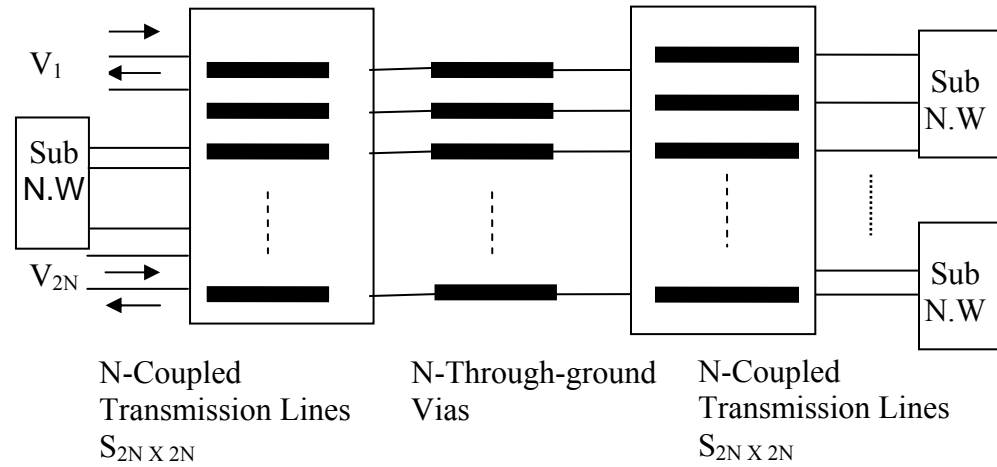 V1
Sub
N.W
V2N
Sub
N.W
Sub
N.W
N-Coupled
Transmission Lines
S2N X 2N
N-Through-ground
Vias
N-Coupled
Transmission Lines
S2N X 2N